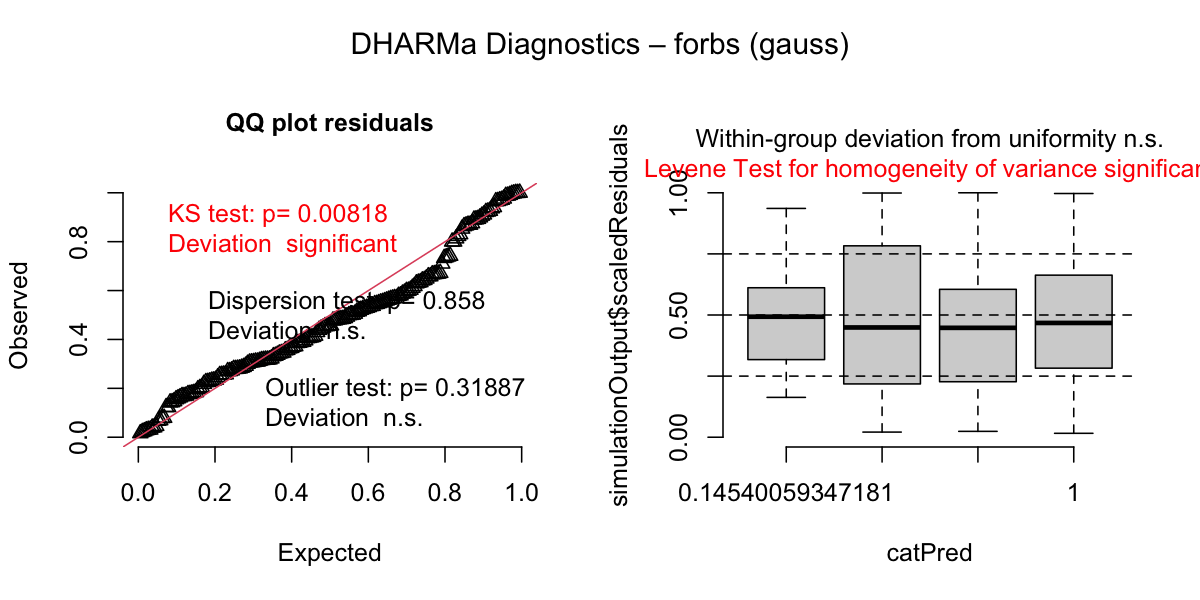 DHARMa Diagnostics – forbs (gauss)
QQ plot residuals
KS test: p= 0.00818
Deviation  significant
Dispersion test: p= 0.858
Deviation n.s.
Outlier test: p= 0.31887
Deviation  n.s.
Observed
0.0
0.4
0.8
0.0 0.2 0.4 0.6 0.8 1.0
Expected
Within-group deviation from uniformity n.s.
Levene Test for homogeneity of variance significan
simulationOutput$scaledResiduals
0.00
0.50
1.00
0.145400593471​81 1
catPred